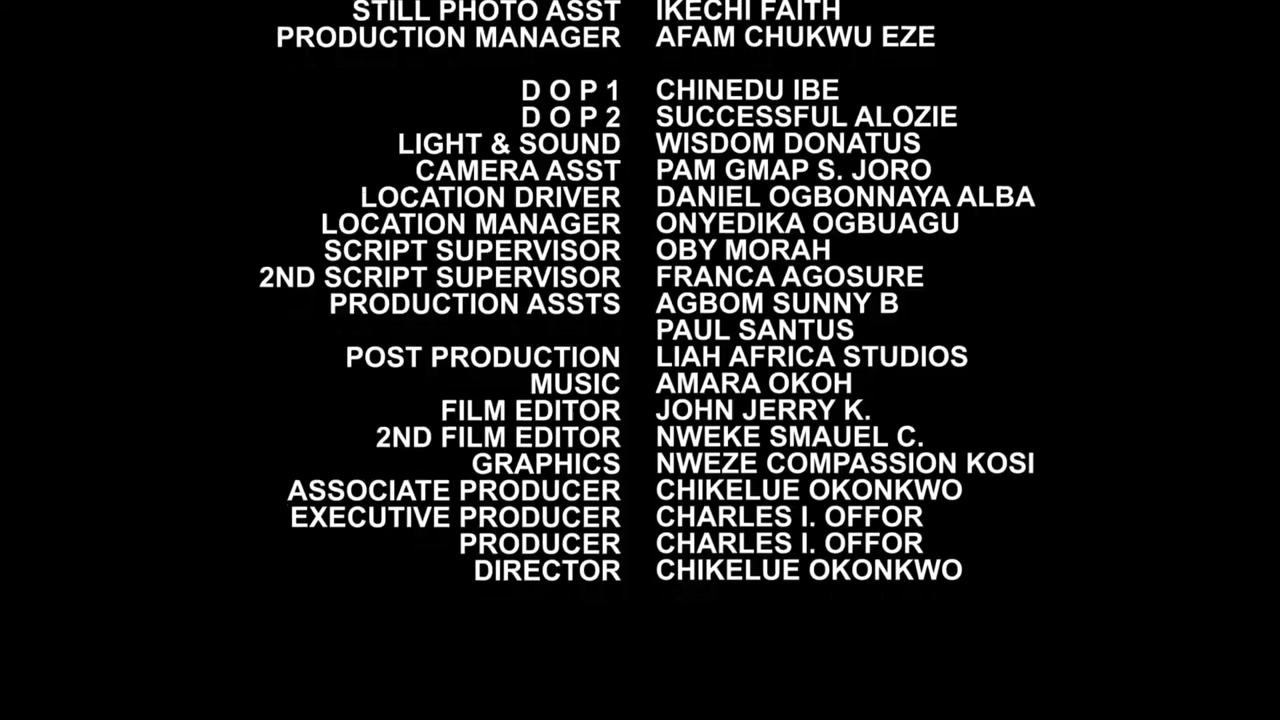 STILL PHOTO ASST IKECHI FAITH
PRODUCTION MANAGER AFAM CHUKWU EZE
D O P 1 CHINEDU IBE
D O P 2 SUCCESSFUL ALOZIE
LIGHT & SOUND WISDOM DONATUS
CAMERA ASST PAM GMAP S. JORO
LOCATION DRIVER DANIEL OGBONNAYA ALBA
LOCATION MANAGER ONYEDIKA OGBUAGU
SCRIPT SUPERVISOR OBY MORAH
2ND SCRIPT SUPERVISOR FRANCA AGOSURE
PRODUCTION ASSTS AGBOM SUNNY B
PAUL SANTUS
POST PRODUCTION LIAH AFRICA STUDIOS
MUSIC AMARA OKOH
FILM EDITOR JOHN JERRY K.
2ND FILM EDITOR NWEKE SMAUEL C.
GRAPHICS NWEZE COMPASSION KOSI
ASSOCIATE PRODUCER CHIKELUE OKONKWO
EXECUTIVE PRODUCER CHARLES I. OFFOR
PRODUCER CHARLES I. OFFOR
DIRECTOR CHIKELUE OKONKWO